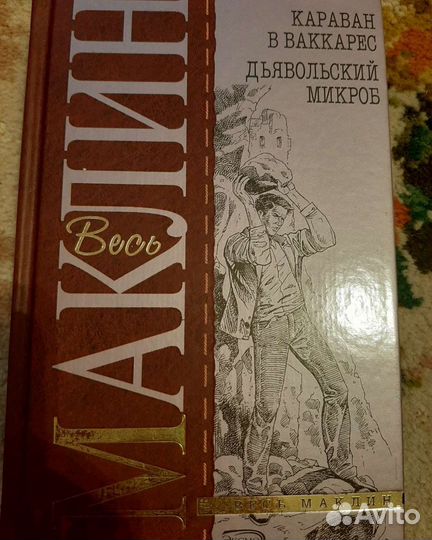 МАКЛИН
Весь
КАРАВАН
В ВАККАРЕС
ДЬЯВОЛЬСКИЙ
МИКРОБ
ВЕСЬ МАКЛИН
Avito